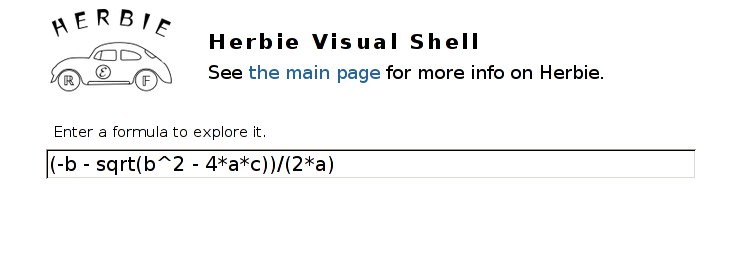 HERBIE
R E F
Herbie Visual Shell
See the main page for more info on Herbie.
Enter a formula to explore it.
(-b - sqrt(b^2 - 4*a*c))/(2*a)